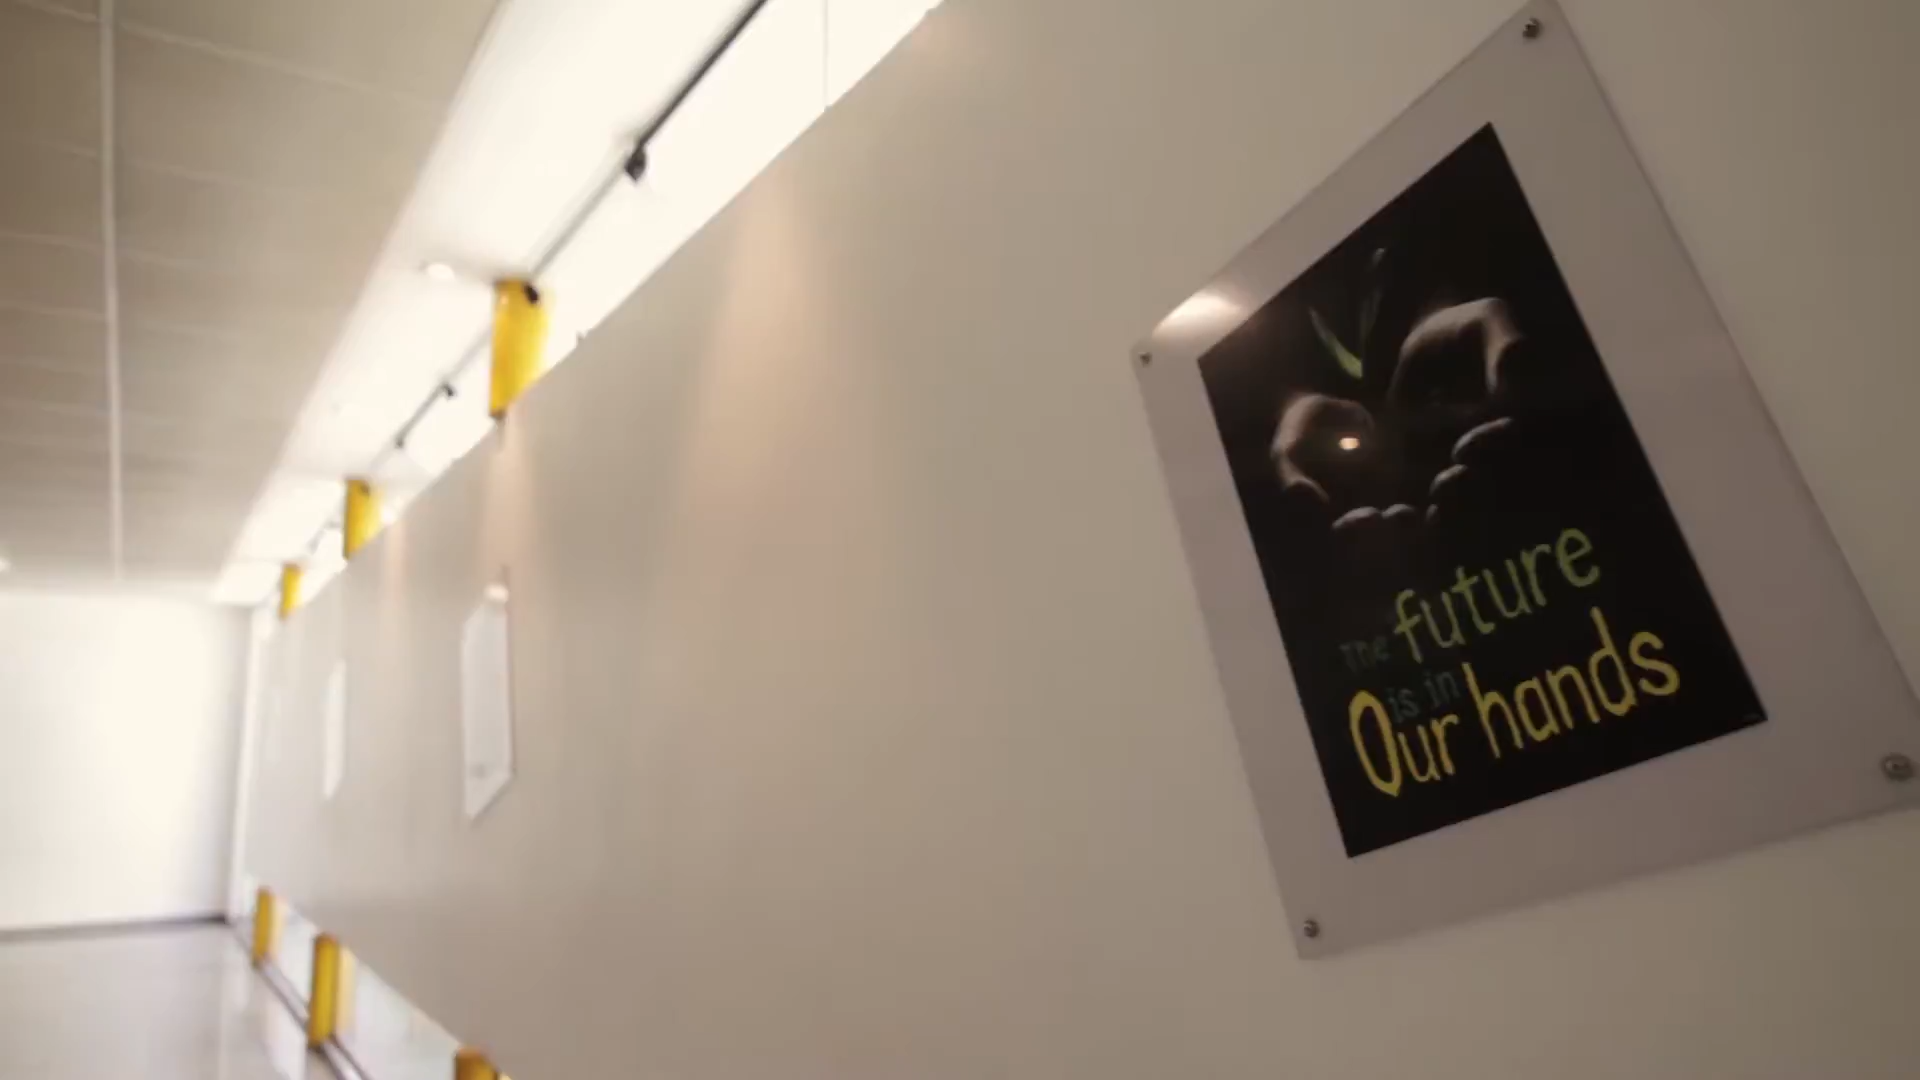 The future
is in
Our hands